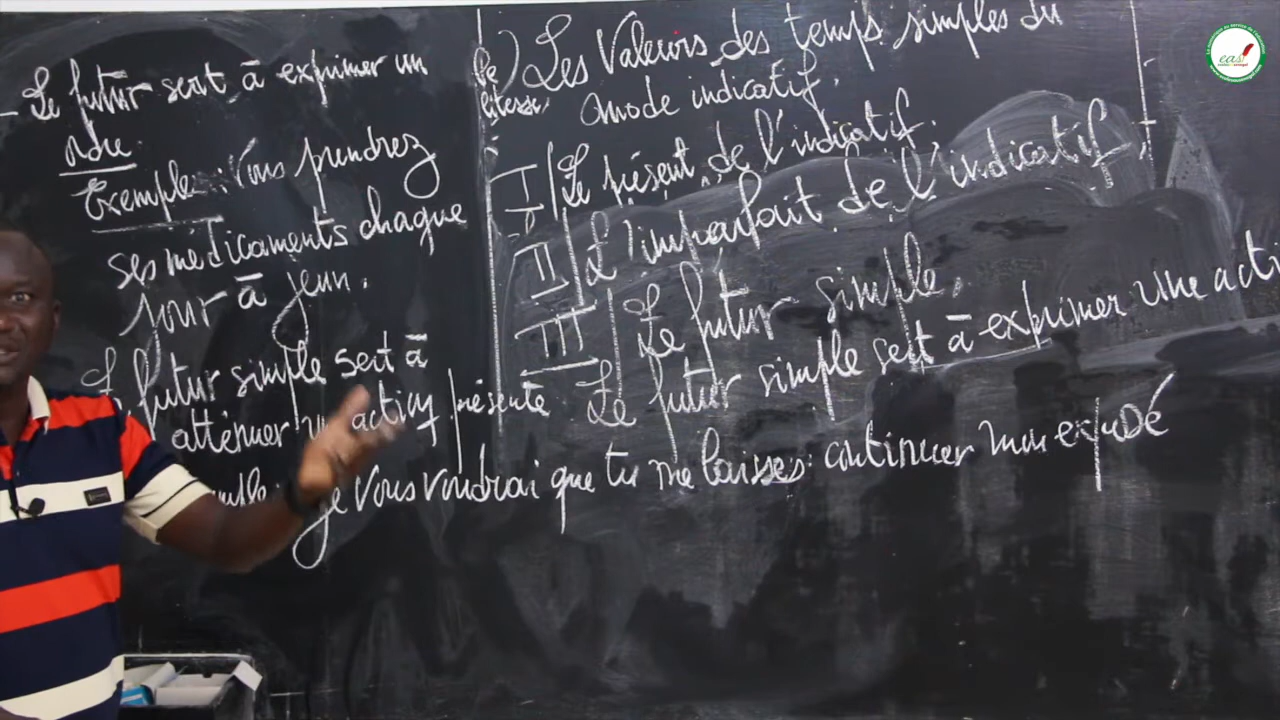 - Le futur sert à exprimer un
ordre.
Exemple : Vous prendrez
ses médicaments chaque
jour à jeun.
Le futur simple sert à
atténuer une action présente
je vous voudrai que tu me laisses continuer mon exposé
) Les Valeurs des temps simples du
mode indicatif.
I Le présent de l'indicatif.
II L'imparfait de l'indicatif.
III Le futur simple.
Le futur simple sert à exprimer une acti
easi